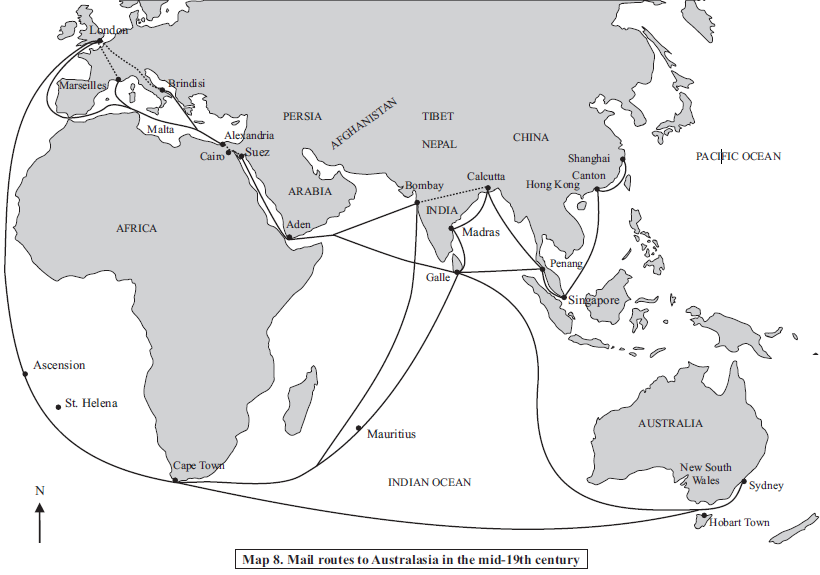 London
Marseilles
Brindisi
Malta
Alexandria
Cairo
Suez
PERSIA
AFGHANISTAN
TIBET
NEPAL
CHINA
Shanghai
Canton
Hong Kong
PACIFIC OCEAN
ARABIA
Bombay
Calcutta
INDIA
AFRICA
Aden
Madras
Galle
Penang
Singapore
Ascension
St. Helena
Mauritius
Cape Town
INDIAN OCEAN
AUSTRALIA
New South
Wales
Sydney
Hobart Town
N
Map 8. Mail routes to Australasia in the mid-19th century